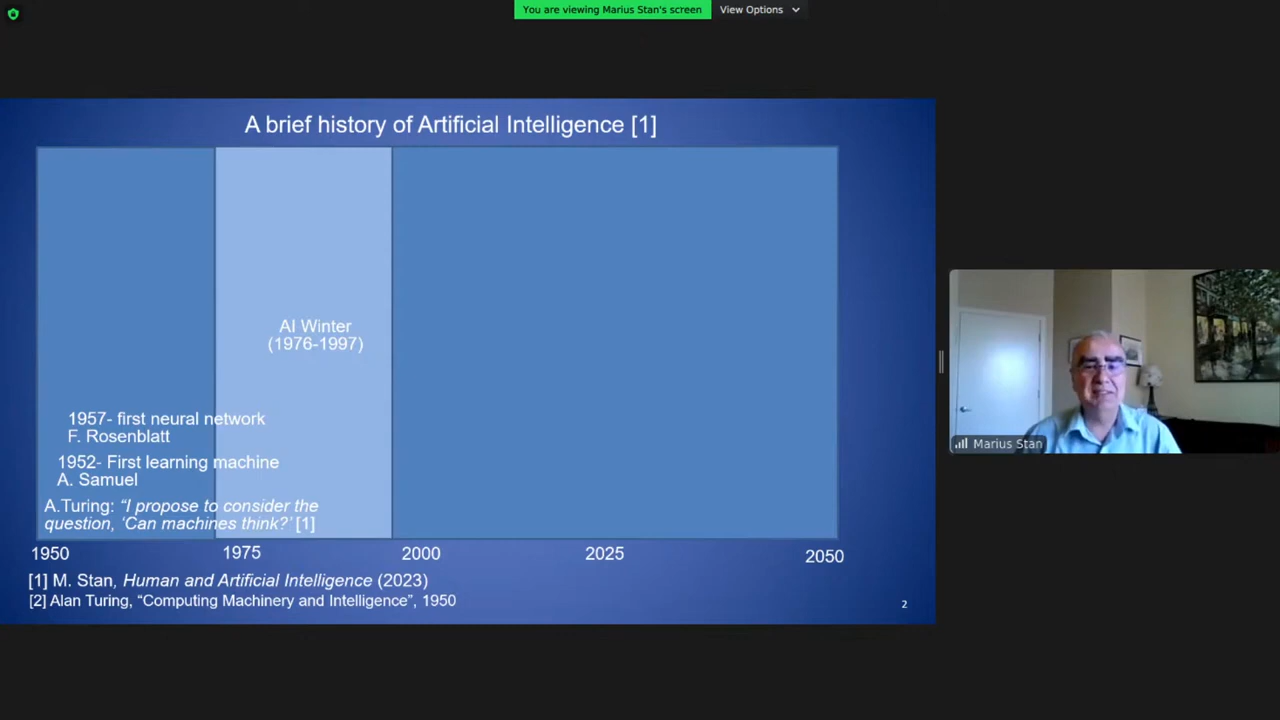 You are viewing Marius Stan's screen
View Options
A brief history of Artificial Intelligence [1]
AI Winter
(1976-1997)
1957- first neural network
F. Rosenblatt
1952- First learning machine
A. Samuel
A.Turing: “I propose to consider the
question, ‘Can machines think?’ [1]
1950
1975
2000
2025
2050
[1] M. Stan, Human and Artificial Intelligence (2023)
[2] Alan Turing, “Computing Machinery and Intelligence”, 1950
2
Marius Stan